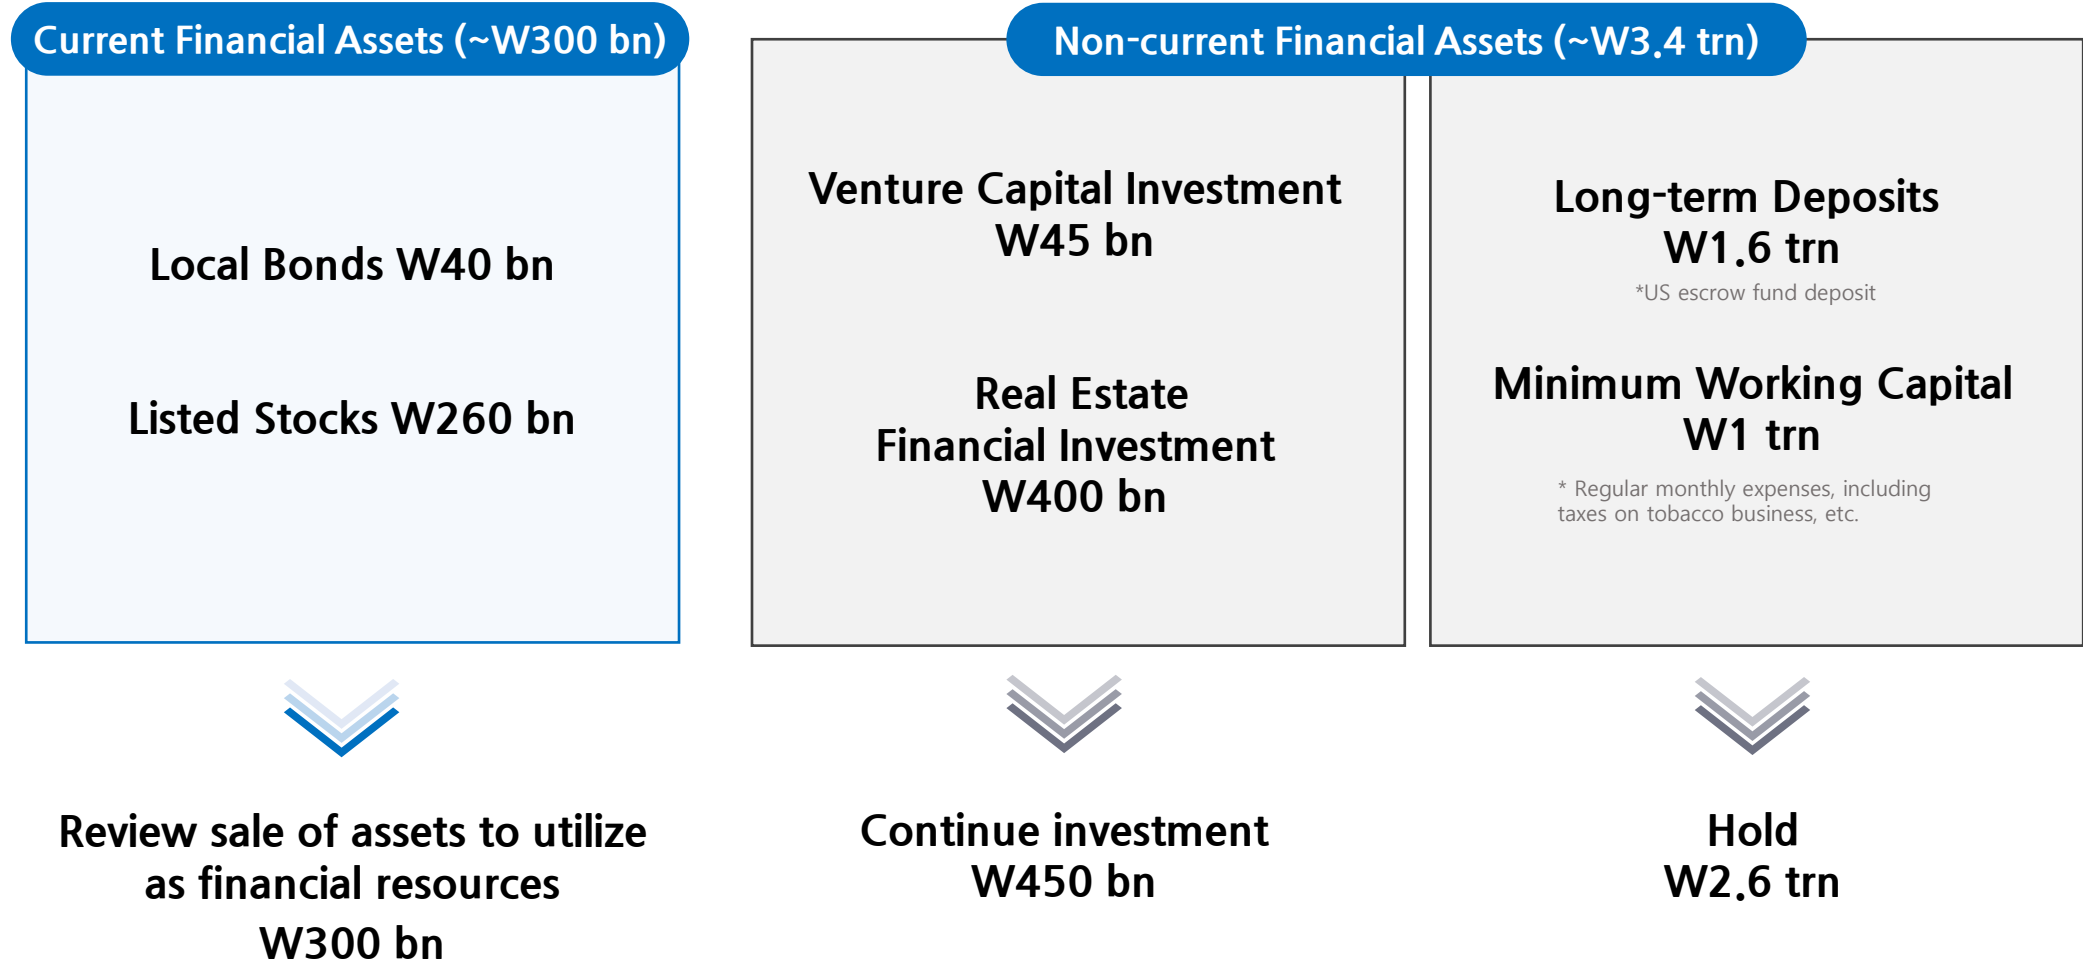 Current Financial Assets (~W300 bn)
Local Bonds W40 bn
Listed Stocks W260 bn
Review sale of assets to utilize
as financial resources
W300 bn
Non-current Financial Assets (~W3.4 trn)
Venture Capital Investment
W45 bn
Real Estate
Financial Investment
W400 bn
Continue investment
W450 bn
Long-term Deposits
W1.6 trn
*US escrow fund deposit
Minimum Working Capital
W1 trn
* Regular monthly expenses, including
taxes on tobacco business, etc.
Hold
W2.6 trn